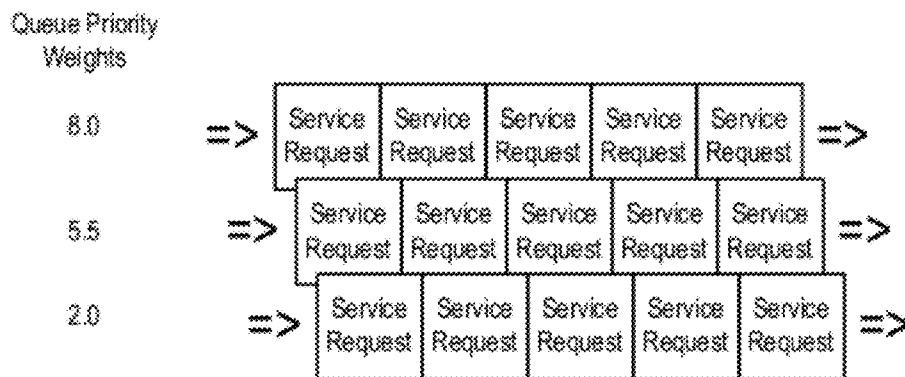 Queue Priority
Weights
8.0 => Service Request Service Request Service Request Service Request Service Request =>
5.5 => Service Request Service Request Service Request Service Request Service Request =>
2.0 => Service Request Service Request Service Request Service Request Service Request =>